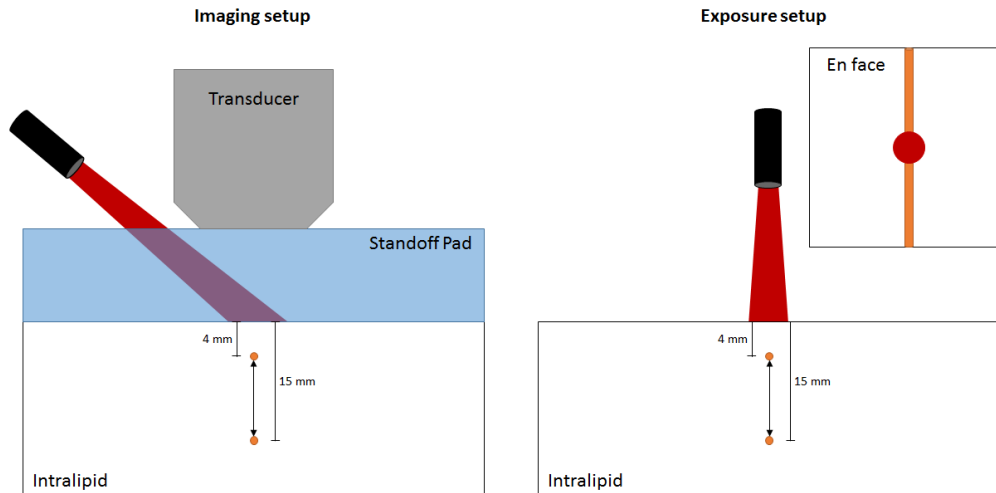 Imaging setup
Transducer
Standoff Pad
4 mm
15 mm
Intralipid
Exposure setup
En face
4 mm
15 mm
Intralipid